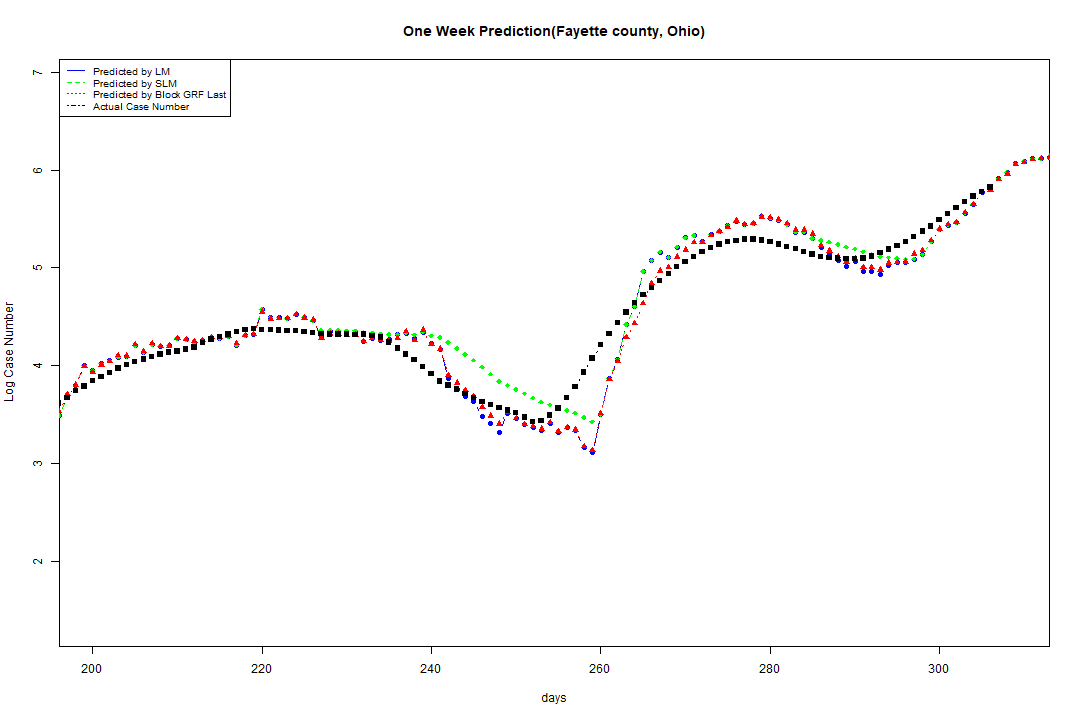 One Week Prediction(Fayette county, Ohio)
Predicted by LM
Predicted by SLM
Predicted by Block GRF Last
Actual Case Number
7
6
5
4
3
2
Log Case Number
200 220 240 260 280 300
days